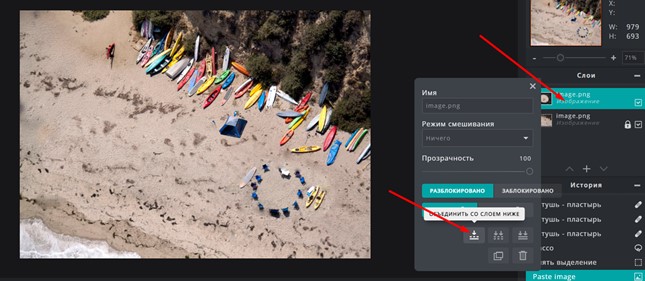 X:
Y:
W: 979
H: 693
71%
Слои
image.png
Изображение
image.png
Изображение
Имя
image.png
Режим смешивания
Ничего
Прозрачность 100
РАЗБЛОКИРОВАНО ЗАБЛОКИРОВАНО
ОБЪЕДИНИТЬ СО СЛОЕМ НИЖЕ
История
тушь - пластырь
тушь - пластырь
тушь - пластырь
ссо
ять выделение
Paste image